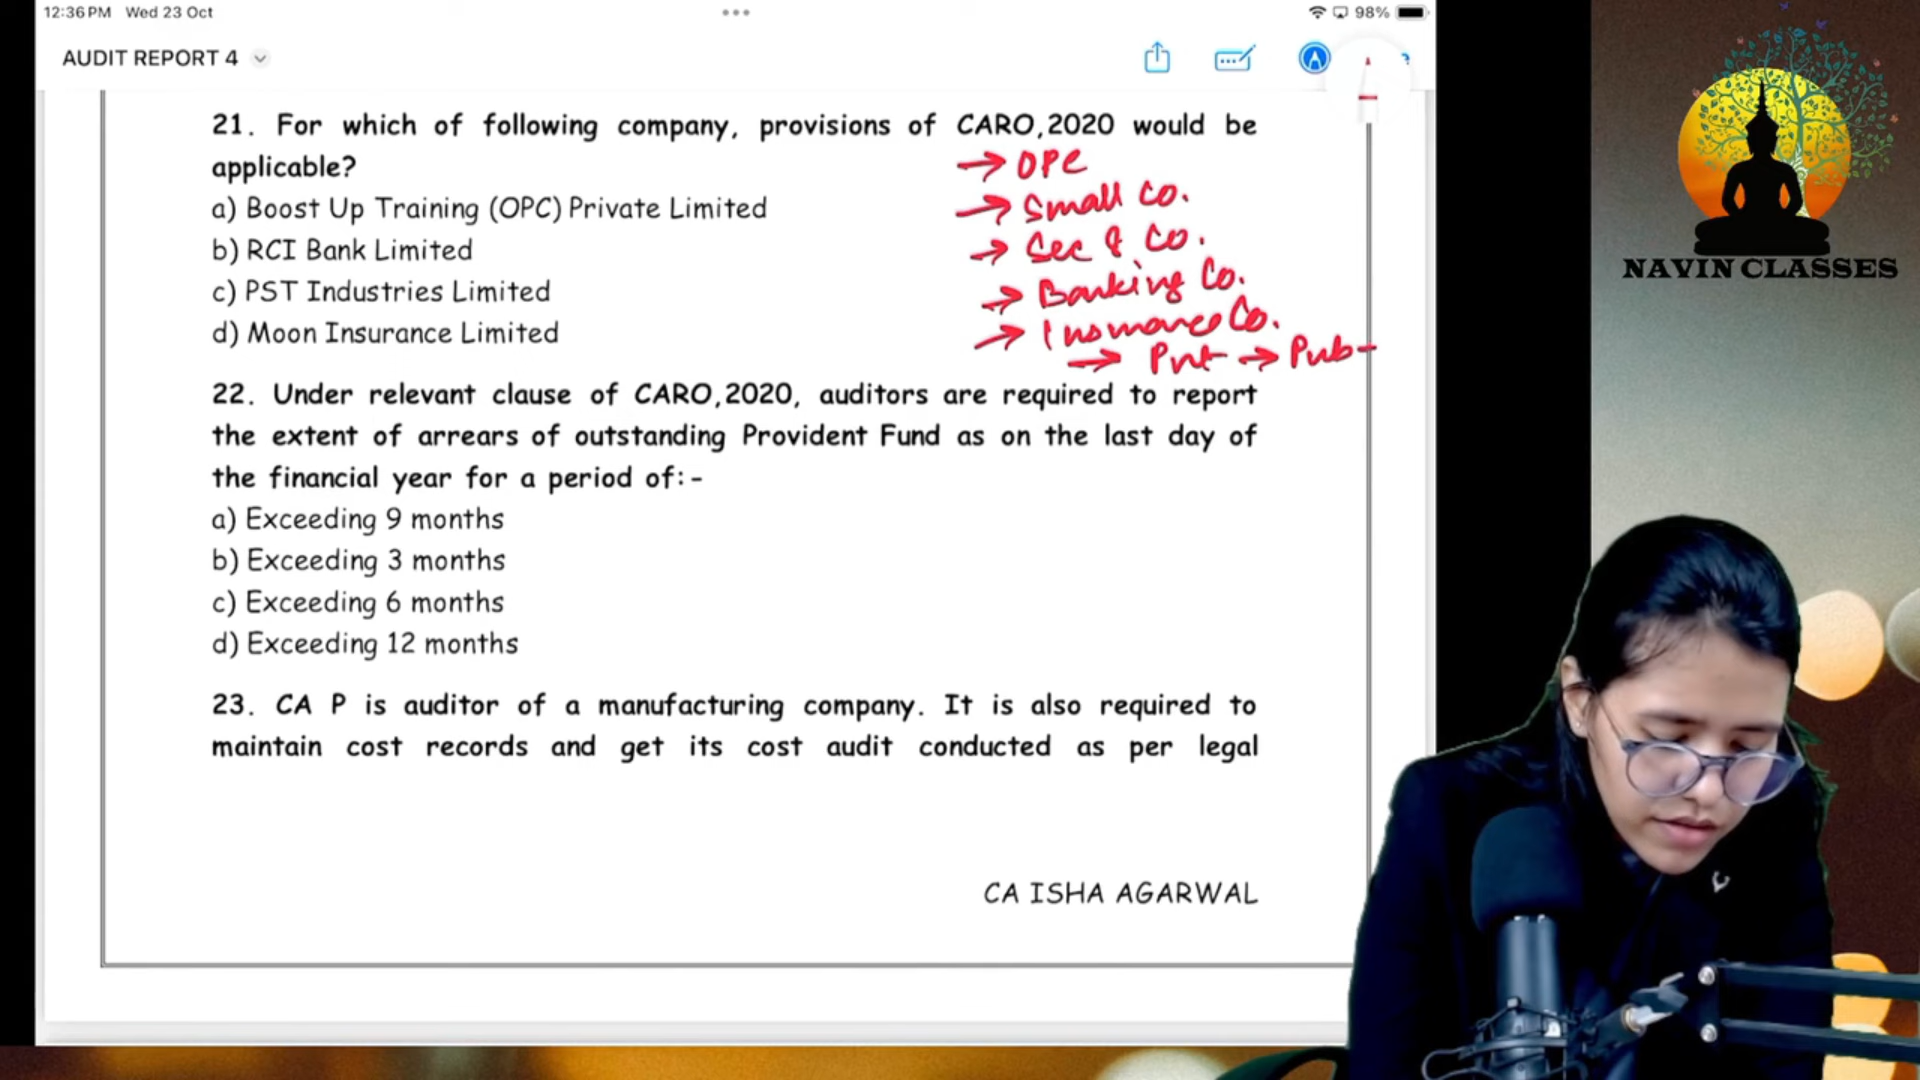 12:36 PM Wed 23 Oct
98%
AUDIT REPORT 4
21. For which of following company, provisions of CARO,2020 would be
applicable?
→ OPC
a) Boost Up Training (OPC) Private Limited
→ Small Co.
b) RCI Bank Limited
→ Sec 8 Co.
c) PST Industries Limited
→ Banking Co.
d) Moon Insurance Limited
→ Insurance Co.
→ Pvt → Pub
22. Under relevant clause of CARO,2020, auditors are required to report
the extent of arrears of outstanding Provident Fund as on the last day of
the financial year for a period of:-
a) Exceeding 9 months
b) Exceeding 3 months
c) Exceeding 6 months
d) Exceeding 12 months
23. CA P is auditor of a manufacturing company. It is also required to
maintain cost records and get its cost audit conducted as per legal
CA ISHA AGARWAL
NAVIN CLASSES